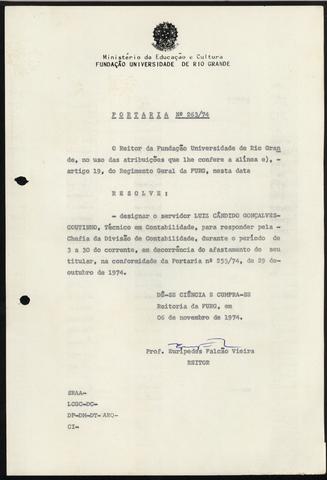 Ministério da Educação e Cultura
FUNDAÇÃO UNIVERSIDADE DE RIO GRANDE
PORTARIA Nº 263/74
O Reitor da Fundação Universidade de Rio Gran
de, no uso das atribuições que lhe confere a alínea e), -
artigo 19, do Regimento Geral da FURG, nesta data
RESOLVE:
- designar o servidor LUIZ CÂNDIDO GONÇALVES-
COUTINHO, Técnico em Contabilidade, para responder pela -
Chefia da Divisão de Contabilidade, durante o período de
3 a 30 do corrente, em decorrência do afastamento do seu
titular, na conformidade da Portaria nº 255/74, de 29 de-
outubro de 1974.
DÊ-SE CIÊNCIA E CUMPRA-SE
Reitoria da FURG, em
06 de novembro de 1974.
Prof. Eurípedes Falcão Vieira
REITOR
SRAA-
LCGC-DC-
DP-DM-DT-ARQ-
CI-